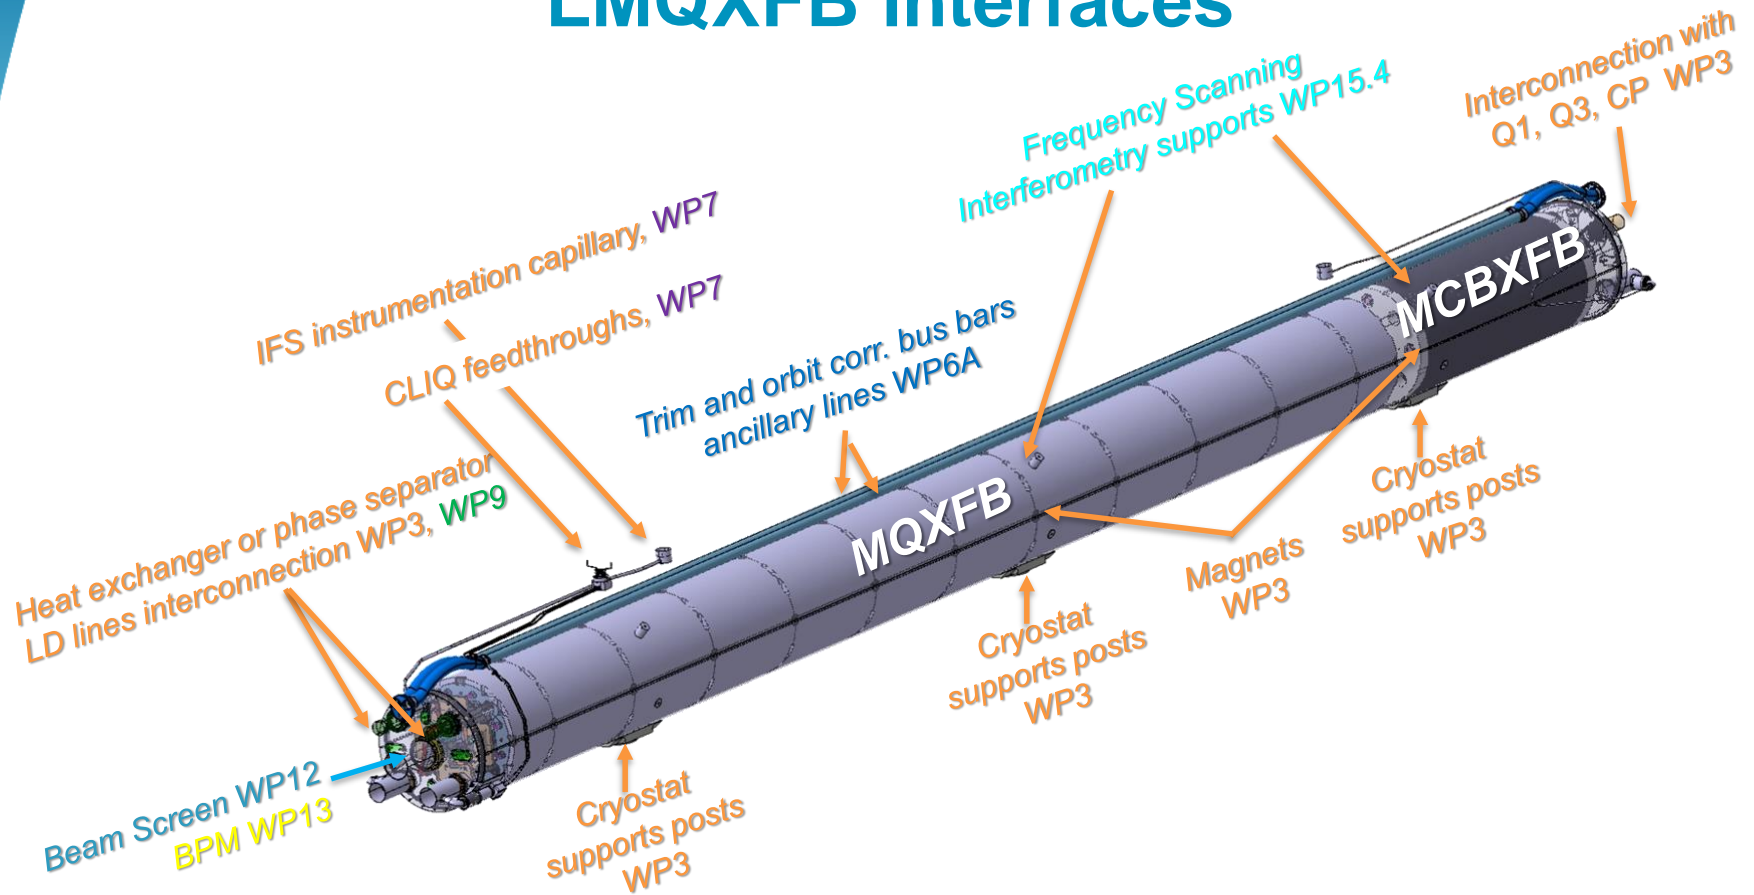 LMQXFB interfaces
Interconnection with
Q1, Q3, CP WP3
Frequency Scanning
Interferometry supports WP15.4
IFS instrumentation capillary, WP7
CLIQ feedthroughs, WP7
Trim and orbit corr. bus bars
ancillary lines WP6A
Heat exchanger or phase separator
LD lines interconnection WP3, WP9
MCBXFB
MQXFB
Cryostat
supports posts
WP3
Magnets
WP3
Cryostat
supports posts
WP3
Beam Screen WP12
BPM WP13
Cryostat
supports posts
WP3